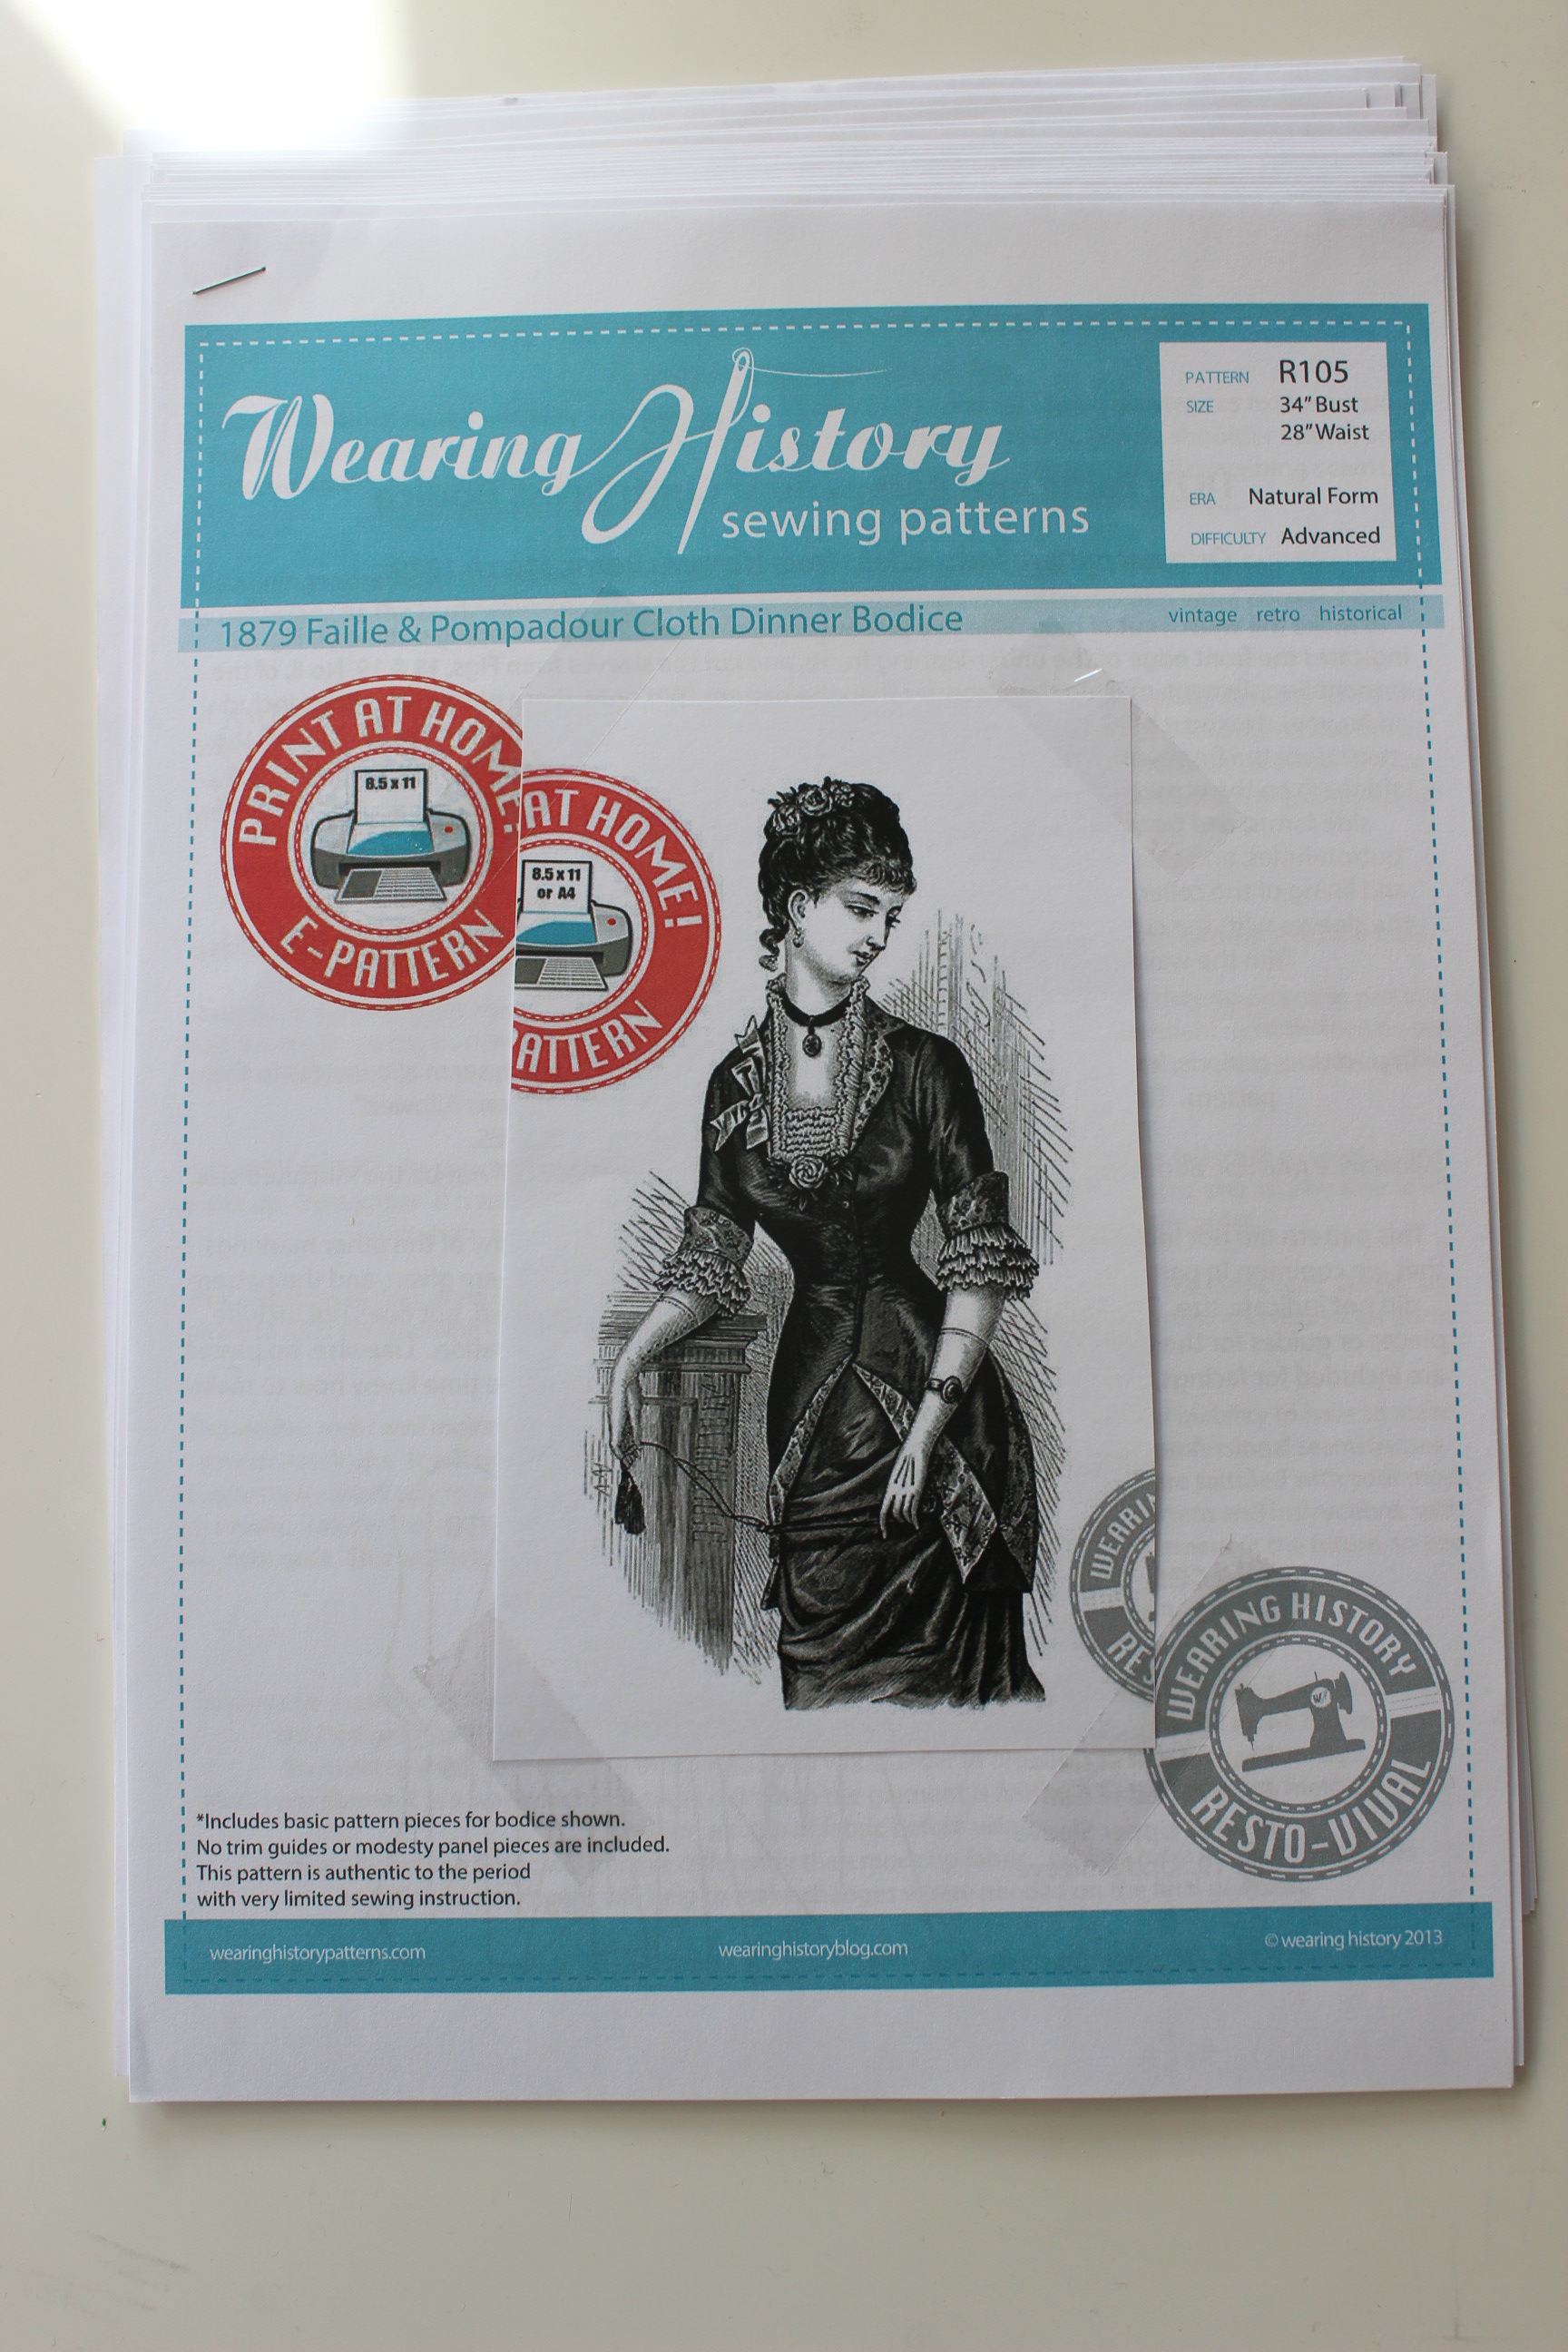 Wearing History
sewing patterns
PATTERN R105
SIZE 34" Bust
28" Waist
ERA Natural Form
DIFFICULTY Advanced
1879 Faille & Pompadour Cloth Dinner Bodice
vintage retro historical
PRINT AT HOME!
8.5 x 11
E-PATTERN
AT HOME!
8.5 x 11
or A4
PATTERN
WEARIN
RES
WEARING HISTORY
RESTO-VIVAL
*Includes basic pattern pieces for bodice shown.
No trim guides or modesty panel pieces are included.
This pattern is authentic to the period
with very limited sewing instruction.
wearinghistorypatterns.com
wearinghistoryblog.com
© wearing history 2013